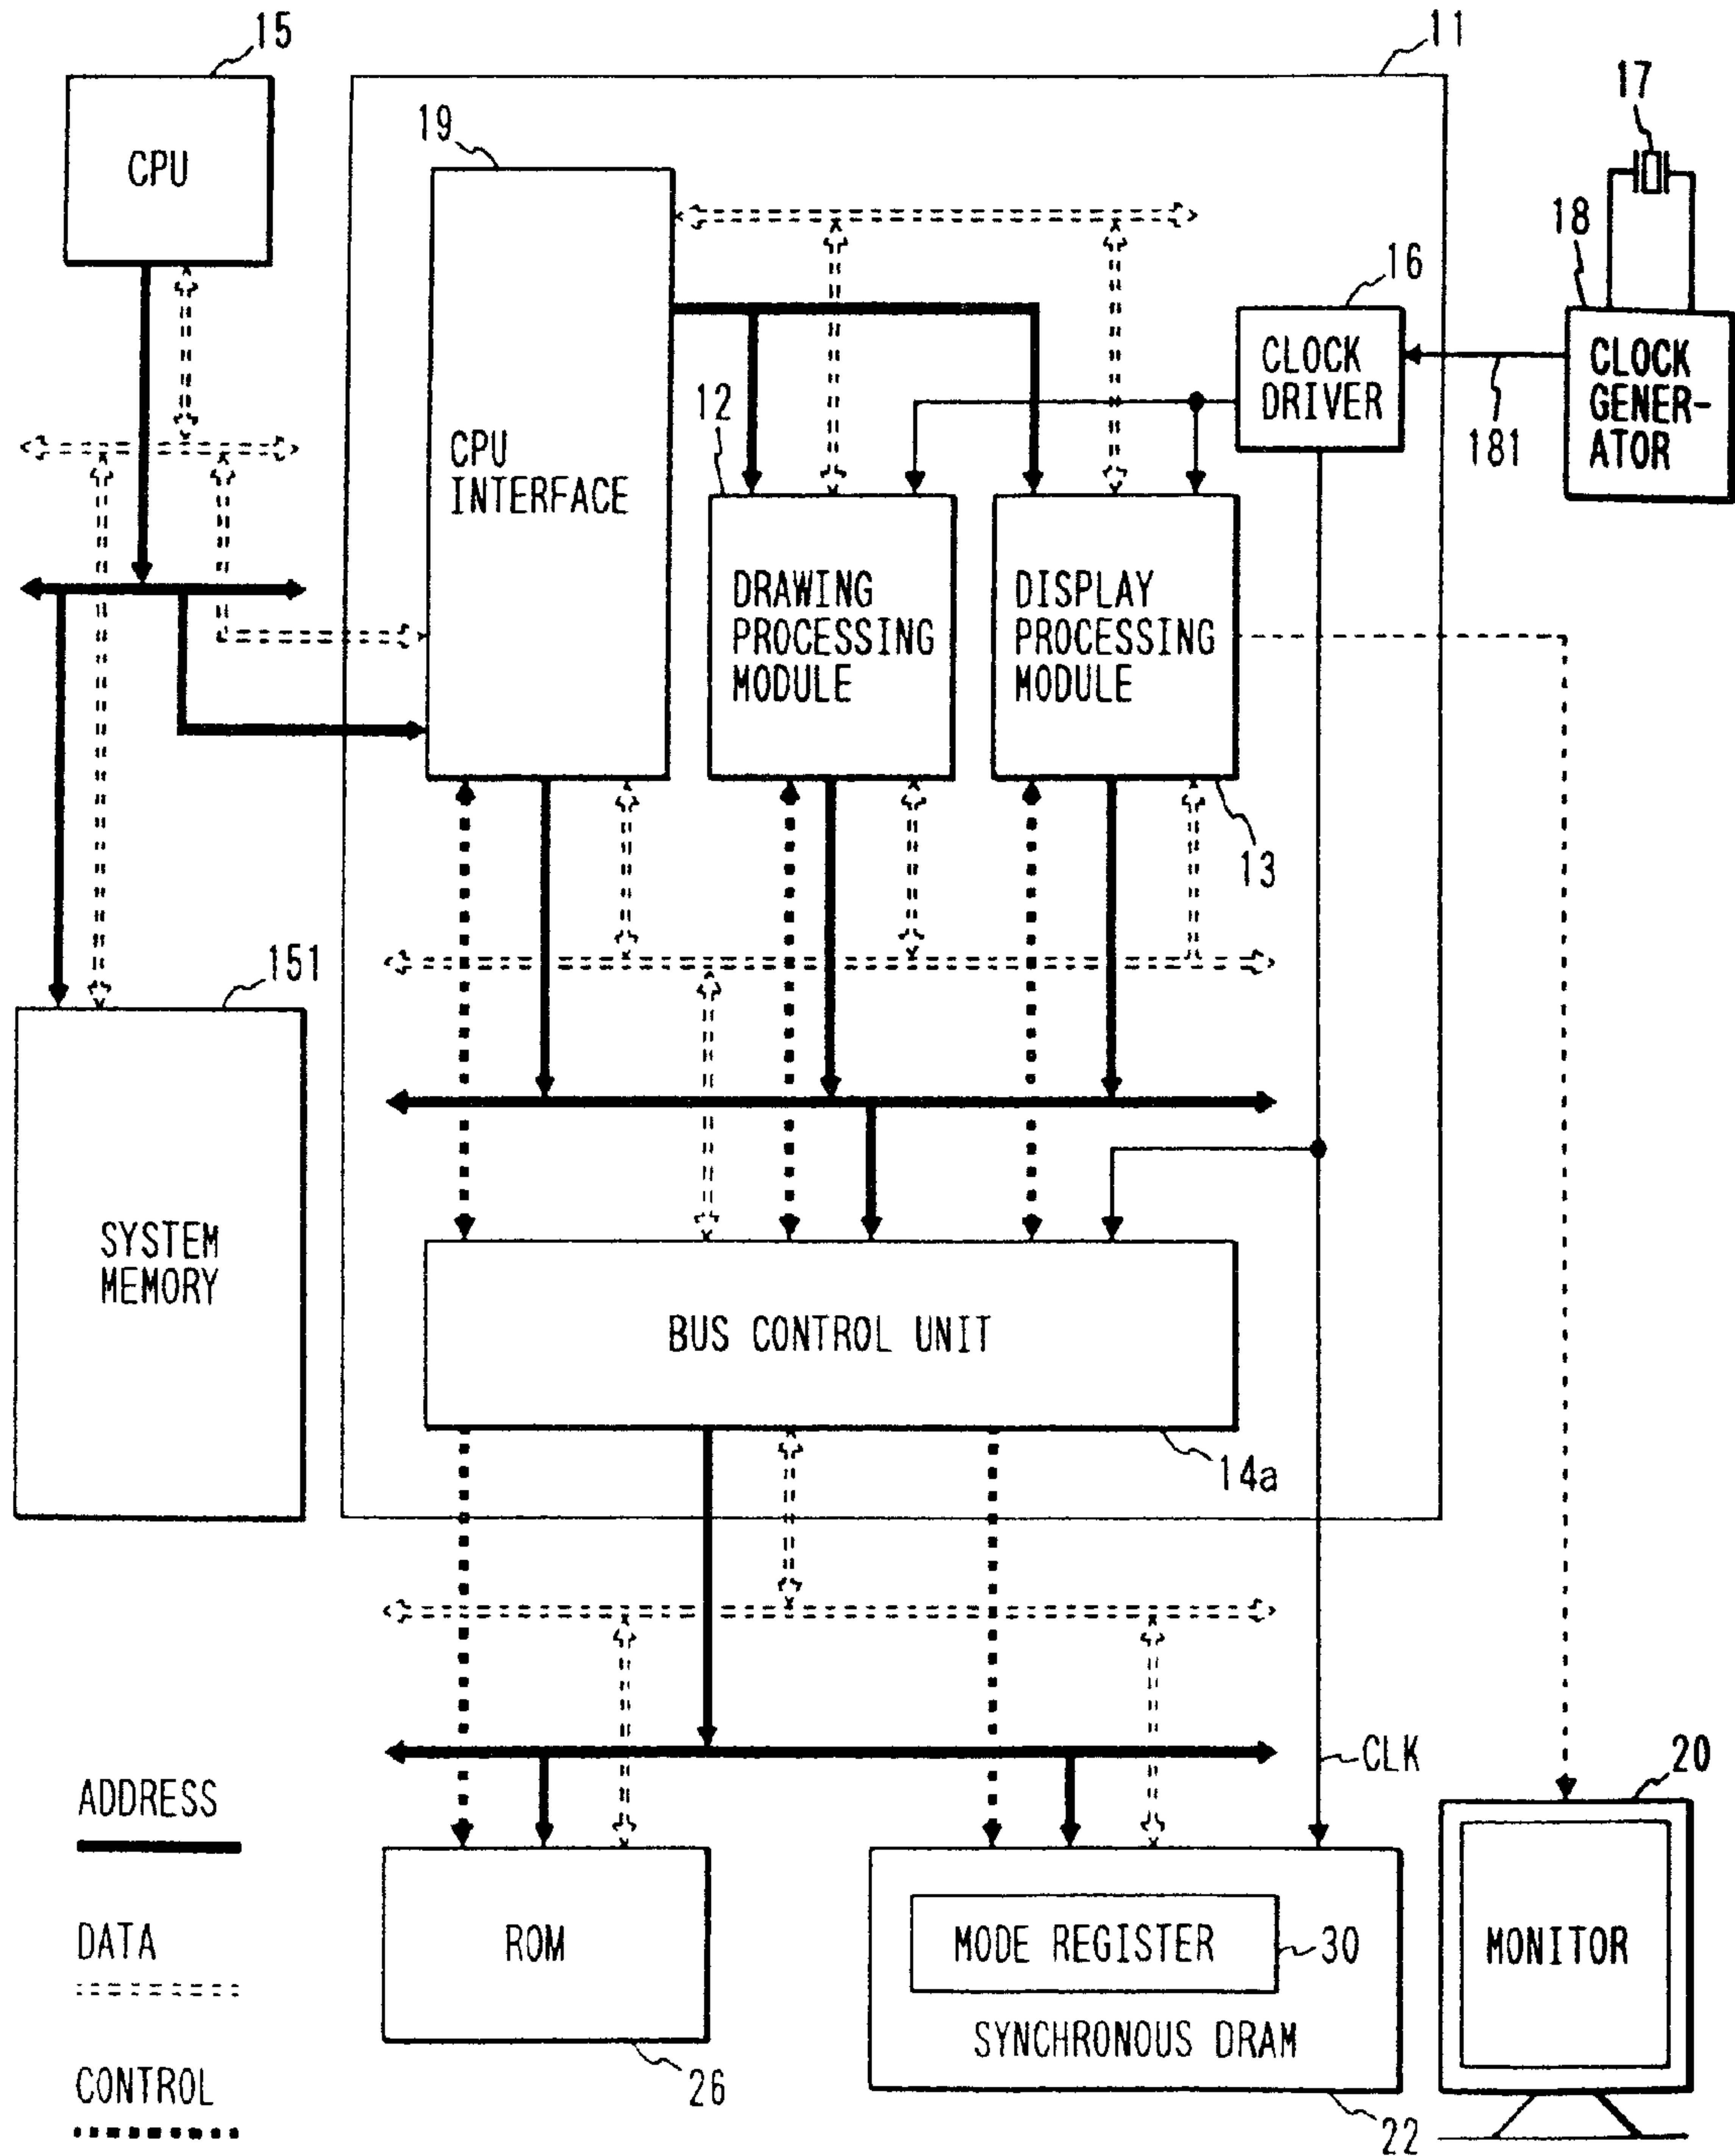 15
11
17
CPU
19
18
16
CLOCK
DRIVER
CLOCK
GENER-
ATOR
181
12
CPU
INTERFACE
DRAWING
PROCESSING
MODULE
DISPLAY
PROCESSING
MODULE
13
151
SYSTEM
MEMORY
BUS CONTROL UNIT
14a
CLK
20
ADDRESS
DATA
CONTROL
ROM
26
MODE REGISTER
30
SYNCHRONOUS DRAM
22
MONITOR